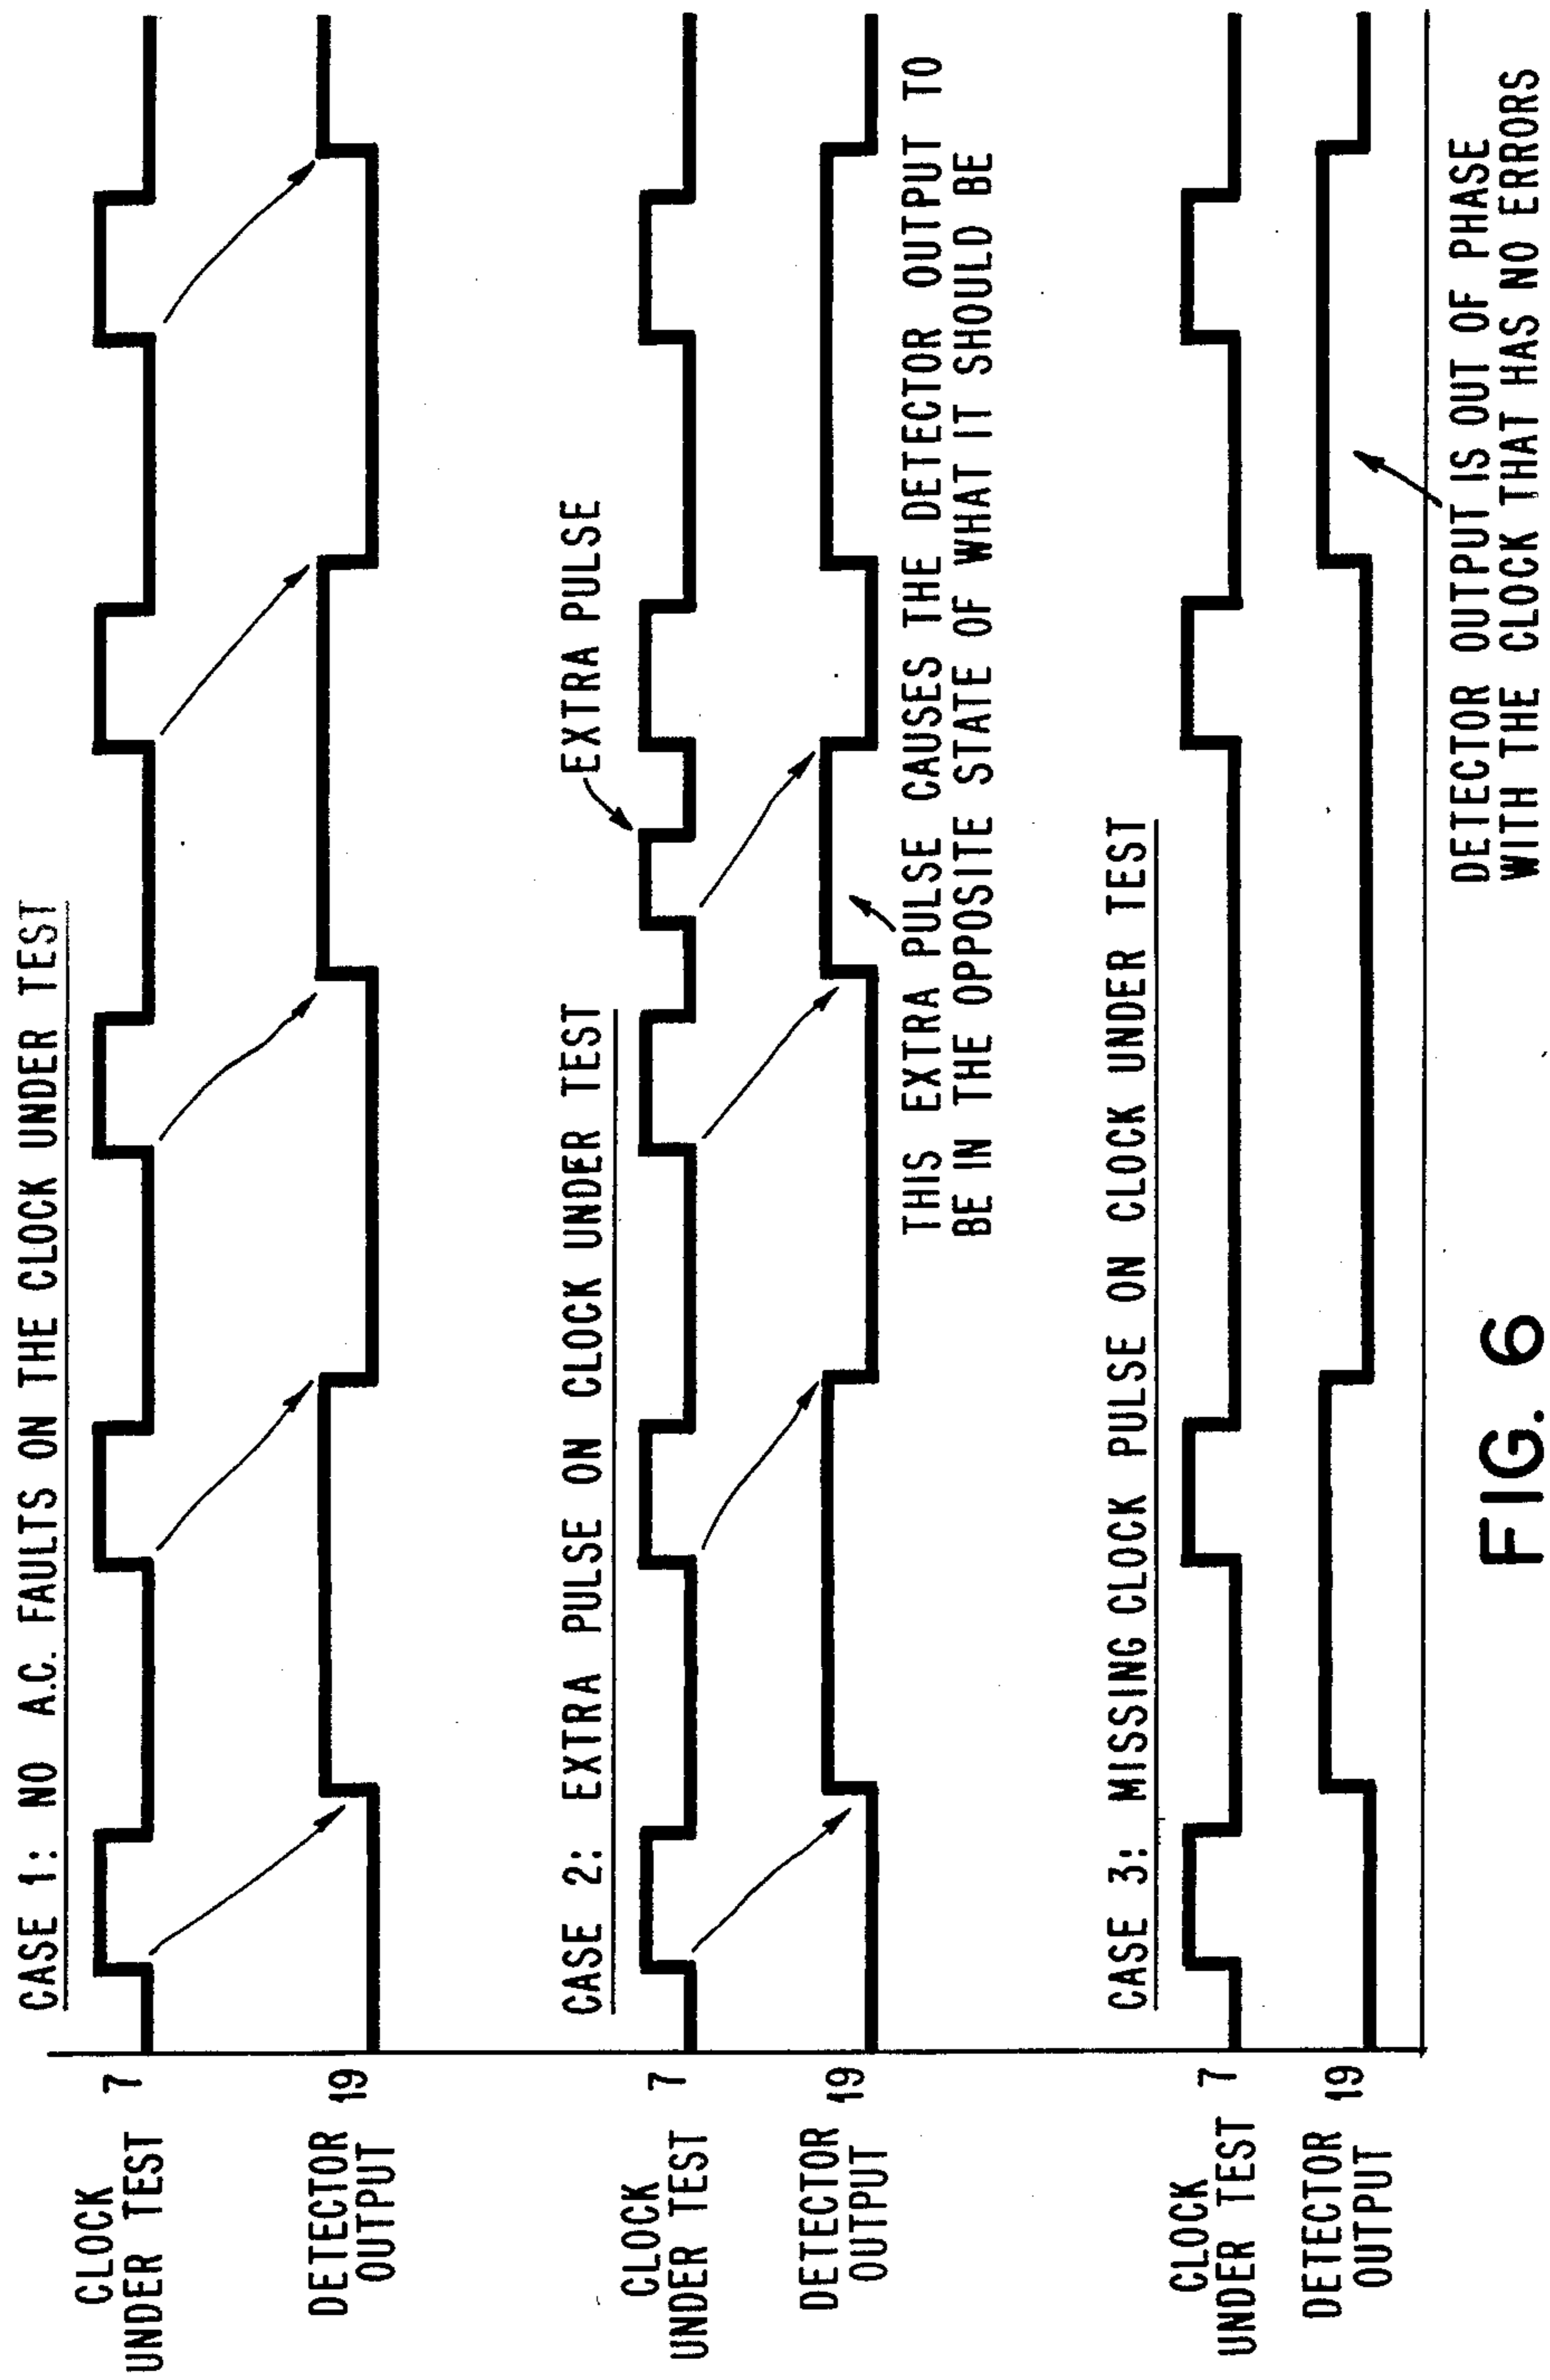 CASE 1: NO A.C. FAULTS ON THE CLOCK UNDER TEST
CLOCK
UNDER TEST
7
DETECTOR
OUTPUT
19
CASE 2: EXTRA PULSE ON CLOCK UNDER TEST
EXTRA PULSE
CLOCK
UNDER TEST
7
DETECTOR
OUTPUT
19
THIS EXTRA PULSE CAUSES THE DETECTOR OUTPUT TO
BE IN THE OPPOSITE STATE OF WHAT IT SHOULD BE
CASE 3: MISSING CLOCK PULSE ON CLOCK UNDER TEST
CLOCK
UNDER TEST
7
DETECTOR
OUTPUT
19
DETECTOR OUTPUT IS OUT OF PHASE
WITH THE CLOCK THAT HAS NO ERRORS
FIG. 6